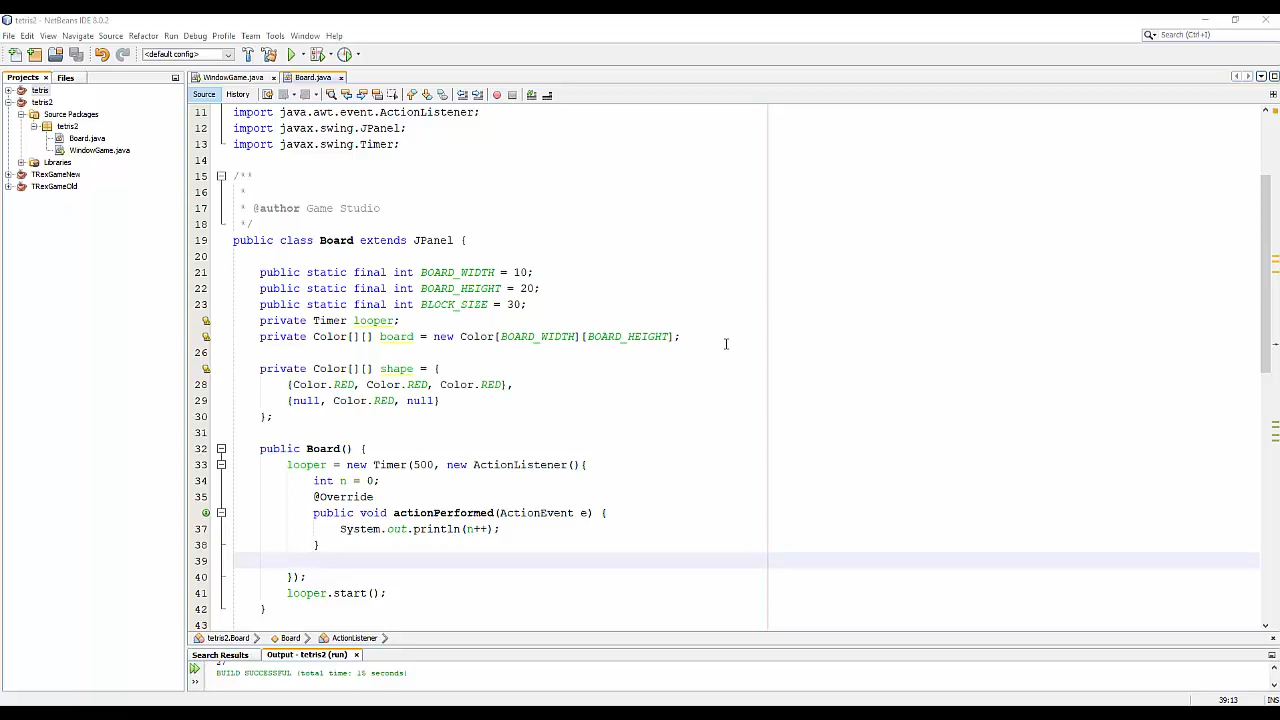 tetris2 - NetBeans IDE 8.0.2
File Edit View Navigate Source Refactor Run Debug Profile Team Tools Window Help
Search (Ctrl+I)
<default config>
Projects Files
WindowGame.java Board.java
Source History
tetris
tetris2
Source Packages
tetris2
Board.java
WindowGame.java
Libraries
TRexGameNew
TRexGameOld
11 import java.awt.event.ActionListener;
12 import javax.swing.JPanel;
13 import javax.swing.Timer;
14
15 /**
16 *
17 * @author Game Studio
18 */
19 public class Board extends JPanel {
20
21 public static final int BOARD_WIDTH = 10;
22 public static final int BOARD_HEIGHT = 20;
23 public static final int BLOCK_SIZE = 30;
private Timer looper;
private Color[][] board = new Color[BOARD_WIDTH][BOARD_HEIGHT];
26
private Color[][] shape = {
28 {Color.RED, Color.RED, Color.RED},
29 {null, Color.RED, null}
30 };
31
32 public Board() {
33 looper = new Timer(500, new ActionListener(){
34 int n = 0;
35 @Override
public void actionPerformed(ActionEvent e) {
37 System.out.println(n++);
38 }
39
40 });
41 looper.start();
42 }
43
tetris2.Board Board ActionListener
Search Results Output - tetris2 (run)
BUILD SUCCESSFUL (total time: 15 seconds)
39:13 INS